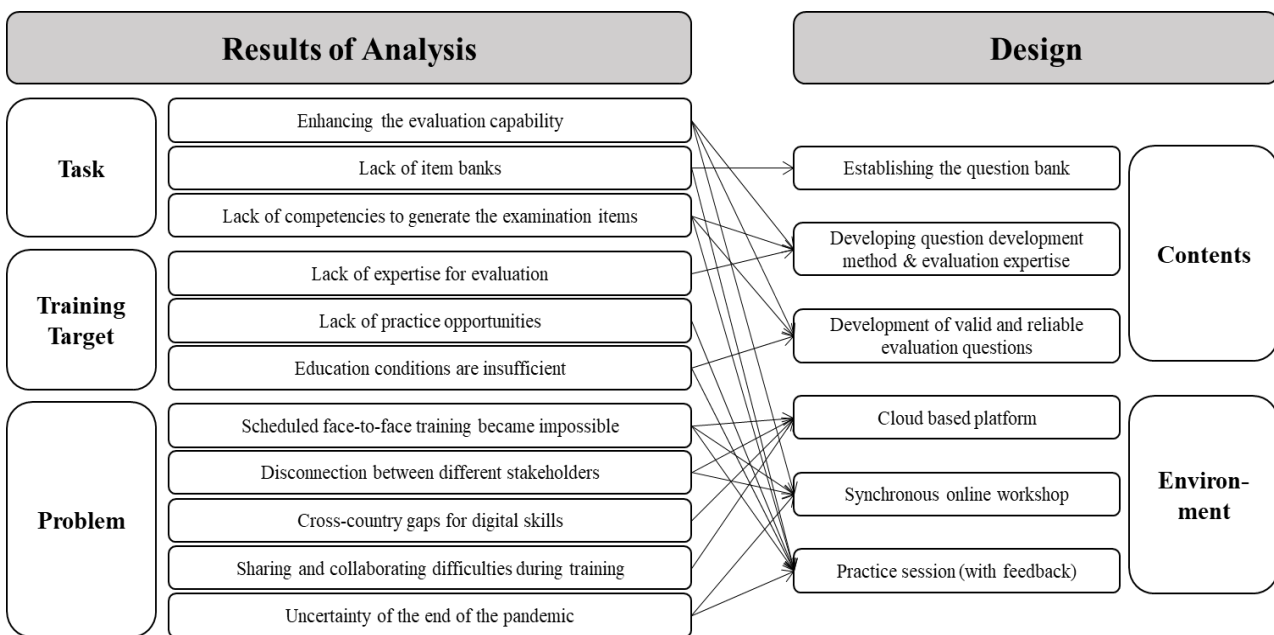 Results of Analysis
Design
Task
Enhancing the evaluation capability
Lack of item banks
Lack of competencies to generate the examination items
Training
Target
Lack of expertise for evaluation
Lack of practice opportunities
Education conditions are insufficient
Problem
Scheduled face-to-face training became impossible
Disconnection between different stakeholders
Cross-country gaps for digital skills
Sharing and collaborating difficulties during training
Uncertainty of the end of the pandemic
Establishing the question bank
Developing question development
method & evaluation expertise
Development of valid and reliable
evaluation questions
Contents
Cloud based platform
Synchronous online workshop
Practice session (with feedback)
Environ-
ment